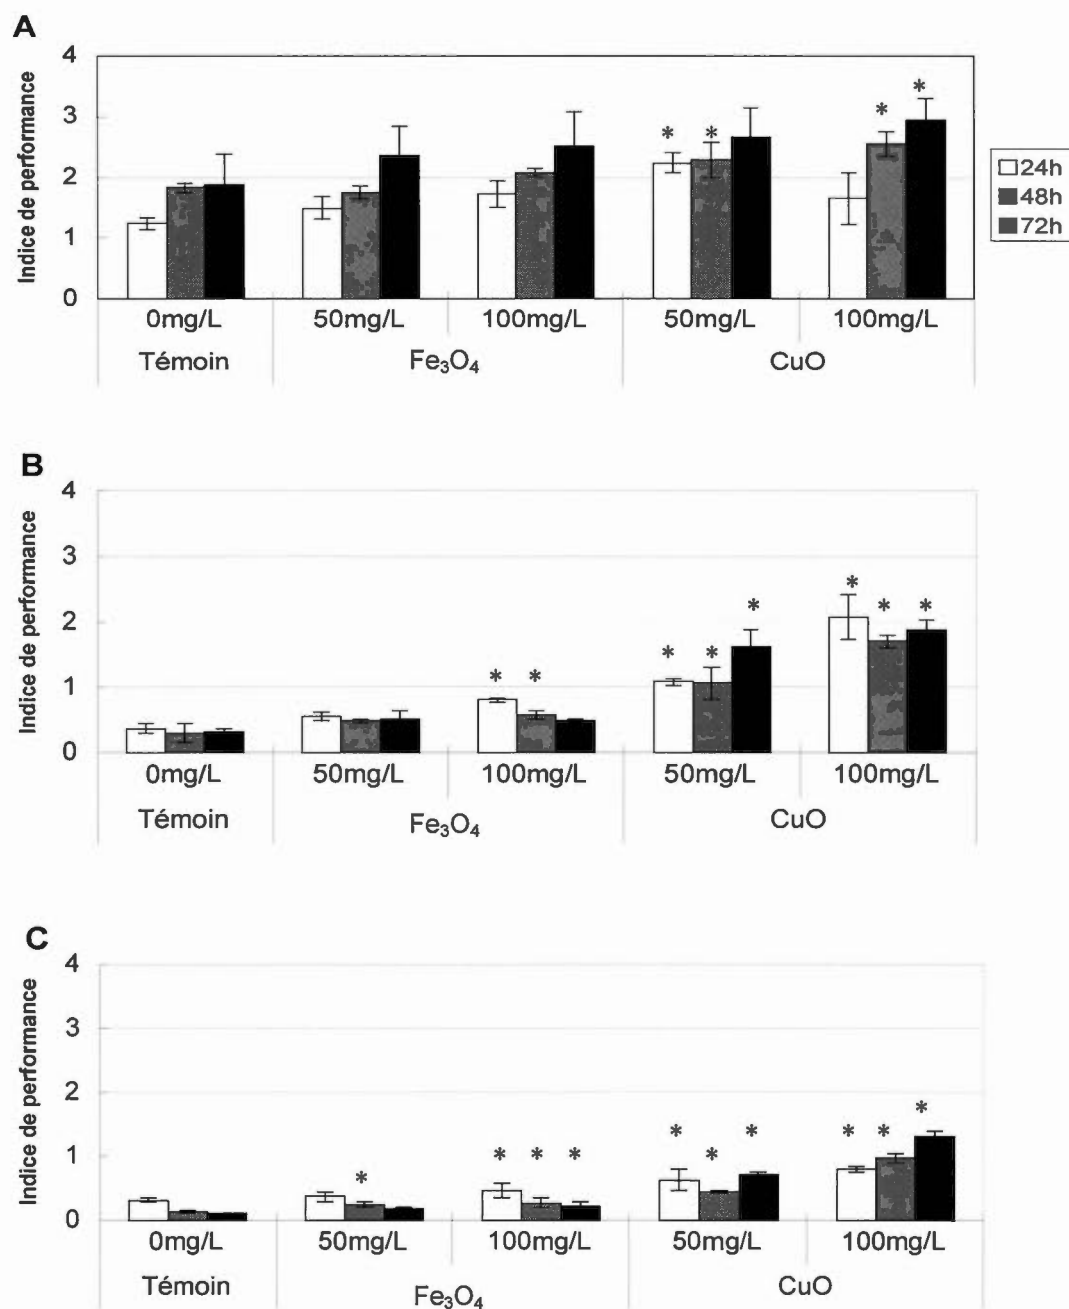 A
Indice de performance
4
3
2
1
0
* * * *
24h
48h
72h
0mg/L 50mg/L 100mg/L 50mg/L 100mg/L
Témoin Fe₃O₄ CuO
B
Indice de performance
4
3
2
1
0
* * * * * * * *
0mg/L 50mg/L 100mg/L 50mg/L 100mg/L
Témoin Fe₃O₄ CuO
C
Indice de performance
4
3
2
1
0
* * * * * * * * * *
0mg/L 50mg/L 100mg/L 50mg/L 100mg/L
Témoin Fe₃O₄ CuO